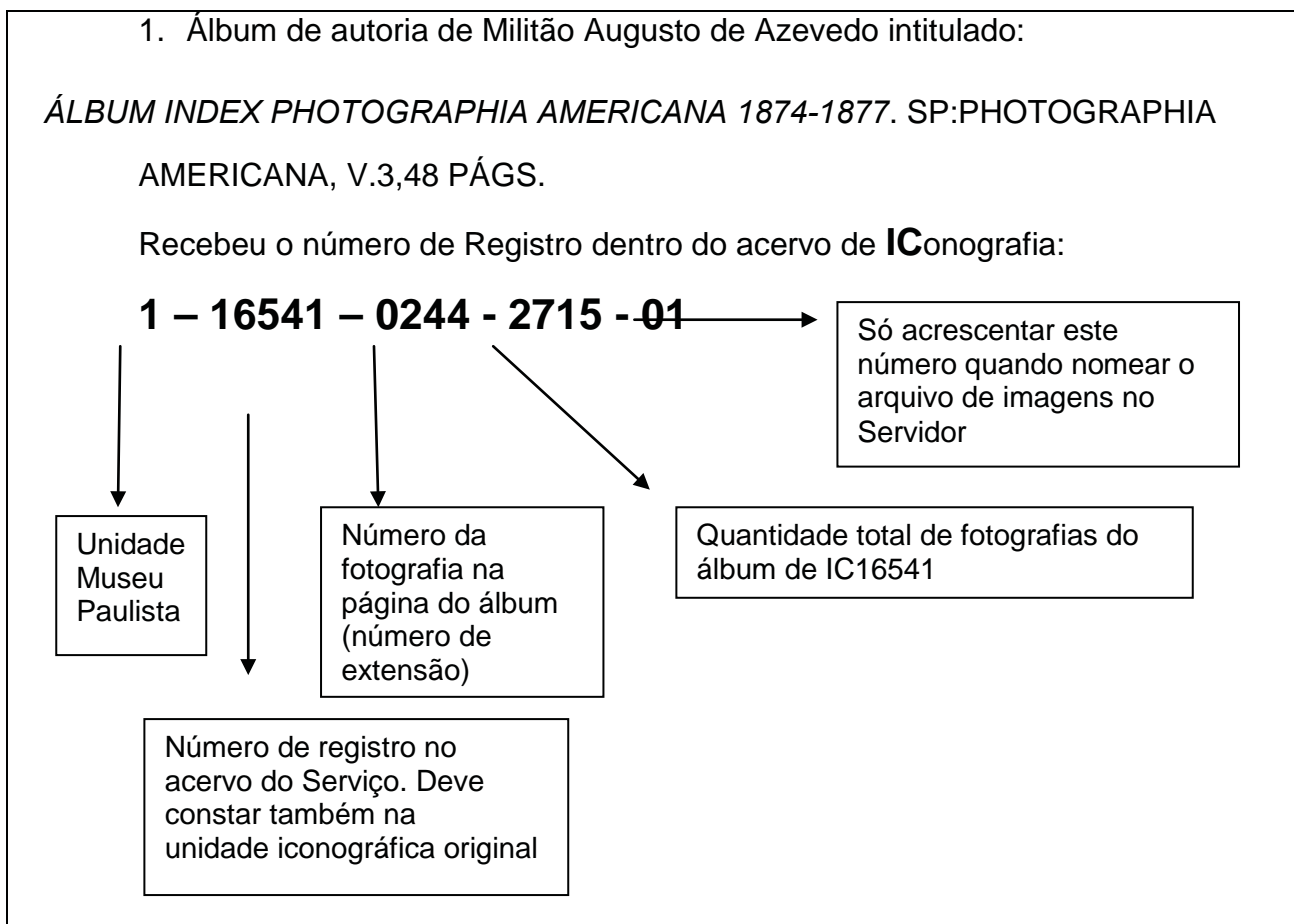 1. Álbum de autoria de Militão Augusto de Azevedo intitulado:
ÁLBUM INDEX PHOTOGRAPHIA AMERICANA 1874-1877. SP:PHOTOGRAPHIA
AMERICANA, V.3,48 PÁGS.
Recebeu o número de Registro dentro do acervo de IConografia:
1 – 16541 – 0244 - 2715 - 01
Só acrescentar este
número quando nomear o
arquivo de imagens no
Servidor
Unidade
Museu
Paulista
Número da
fotografia na
página do álbum
(número de
extensão)
Quantidade total de fotografias do
álbum de IC16541
Número de registro no
acervo do Serviço. Deve
constar também na
unidade iconográfica original